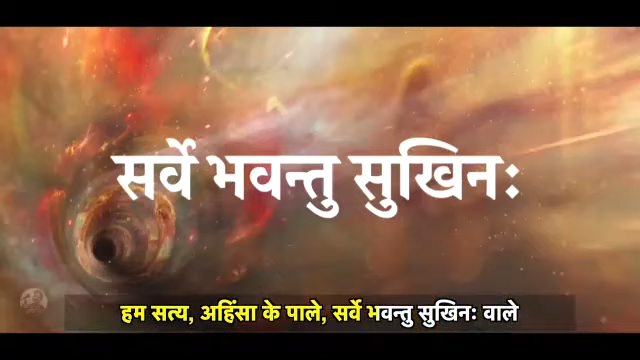 सर्वे भवन्तु सुखिनः
हम सत्य, अहिंसा के पाले, सर्वे भवन्तु सुखिनः वाले